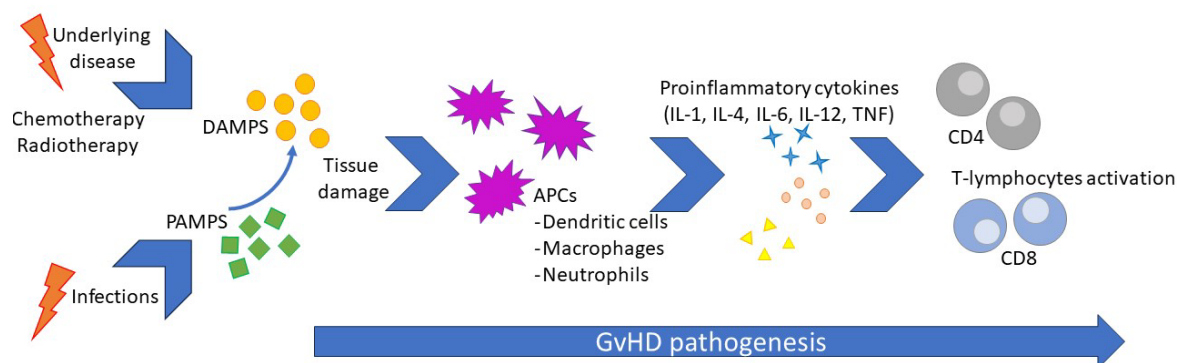 Underlying
disease
Chemotherapy
Radiotherapy
DAMPS
Tissue
damage
PAMPS
Infections
APCs
-Dendritic cells
-Macrophages
-Neutrophils
Proinflammatory cytokines
(IL-1, IL-4, IL-6, IL-12, TNF)
CD4
T-lymphocytes activation
CD8
GvHD pathogenesis